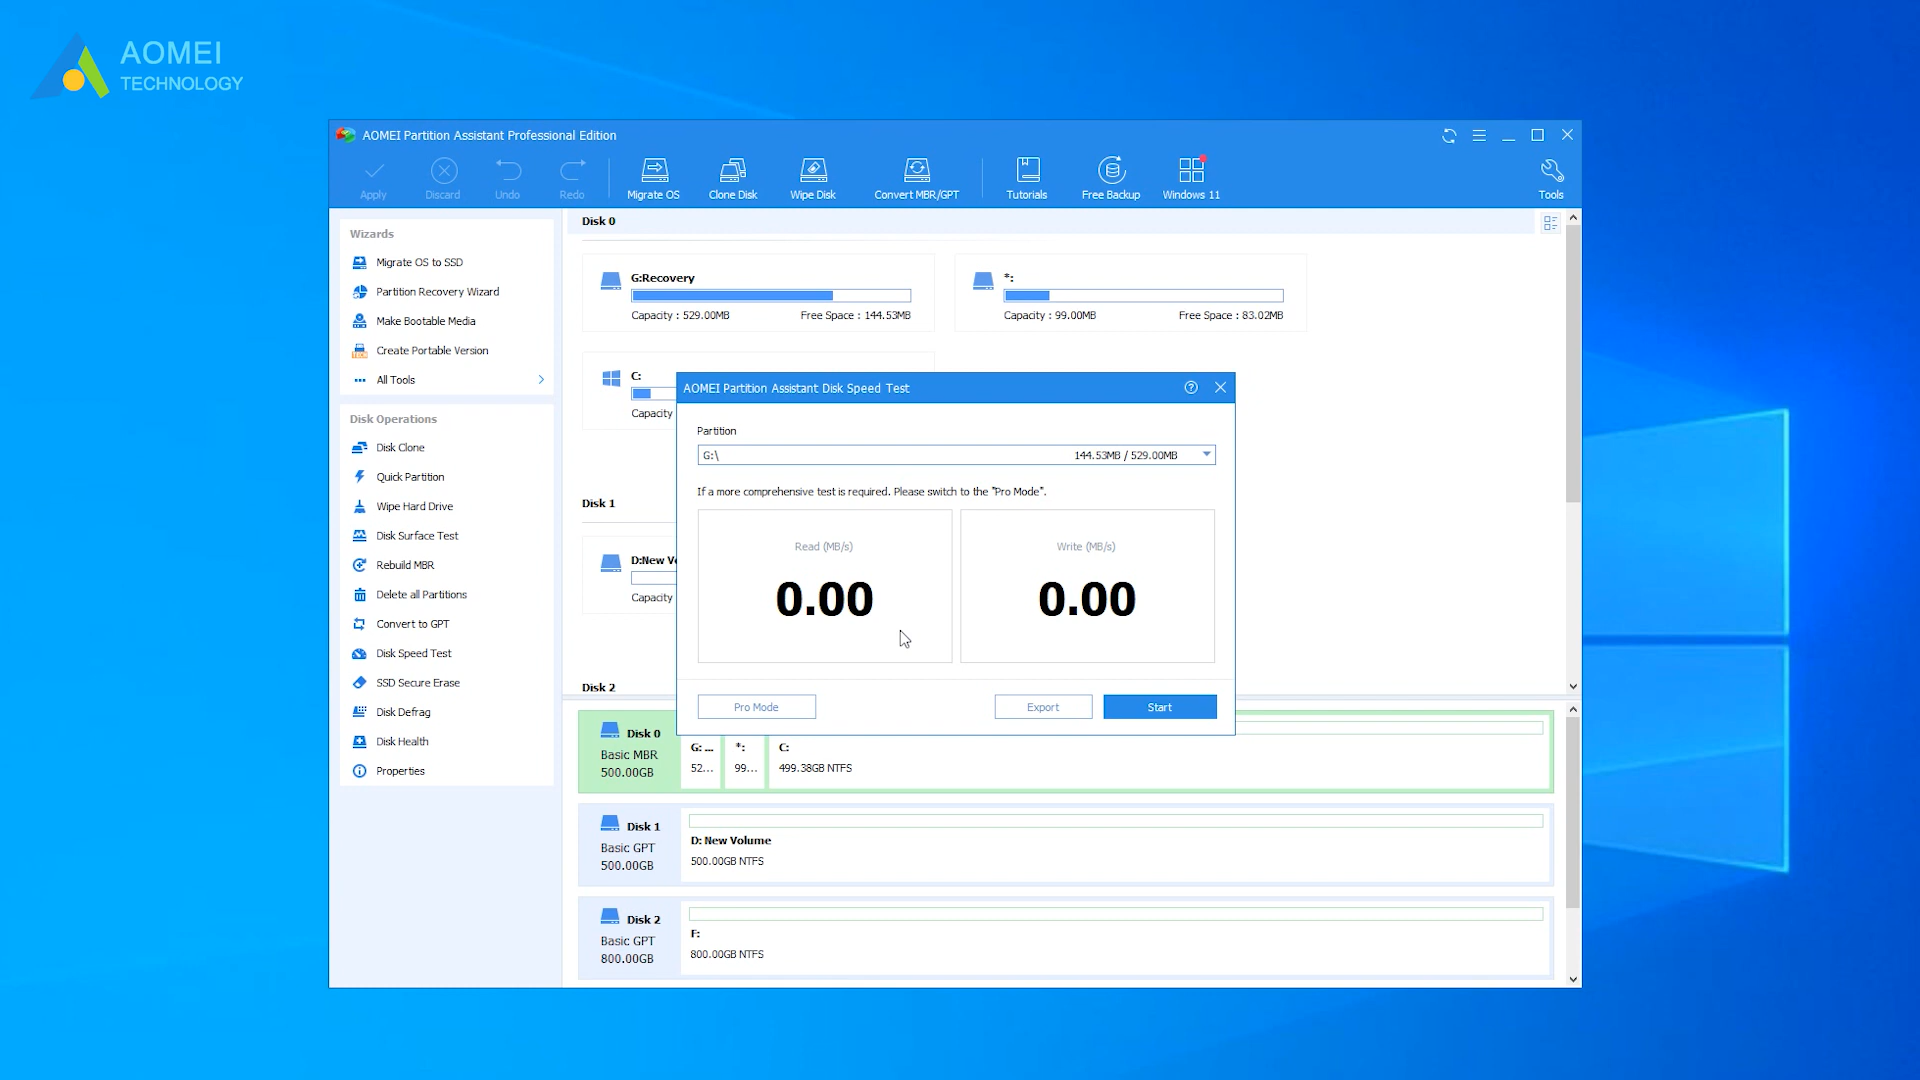 AOMEI
TECHNOLOGY
AOMEI Partition Assistant Professional Edition
Apply
Discard
Undo
Redo
Migrate OS
Clone Disk
Wipe Disk
Convert MBR/GPT
Tutorials
Free Backup
Windows 11
Tools
Wizards
Migrate OS to SSD
Partition Recovery Wizard
Make Bootable Media
Create Portable Version
All Tools
Disk Operations
Disk Clone
Quick Partition
Wipe Hard Drive
Disk Surface Test
Rebuild MBR
Delete all Partitions
Convert to GPT
Disk Speed Test
SSD Secure Erase
Disk Defrag
Disk Health
Properties
Disk 0
G:Recovery
Capacity : 529.00MB Free Space : 144.53MB
*:
Capacity : 99.00MB Free Space : 83.02MB
C:
Capacity
Disk 1
D:New Vo
Capacity
Disk 2
AOMEI Partition Assistant Disk Speed Test
Partition
G:\ 144.53MB / 529.00MB
If a more comprehensive test is required. Please switch to the "Pro Mode".
Read (MB/s)
0.00
Write (MB/s)
0.00
Pro Mode
Export
Start
Disk 0
Basic MBR
500.00GB
G: ...
52...
*:
99...
C:
499.38GB NTFS
Disk 1
Basic GPT
500.00GB
D: New Volume
500.00GB NTFS
Disk 2
Basic GPT
800.00GB
F:
800.00GB NTFS